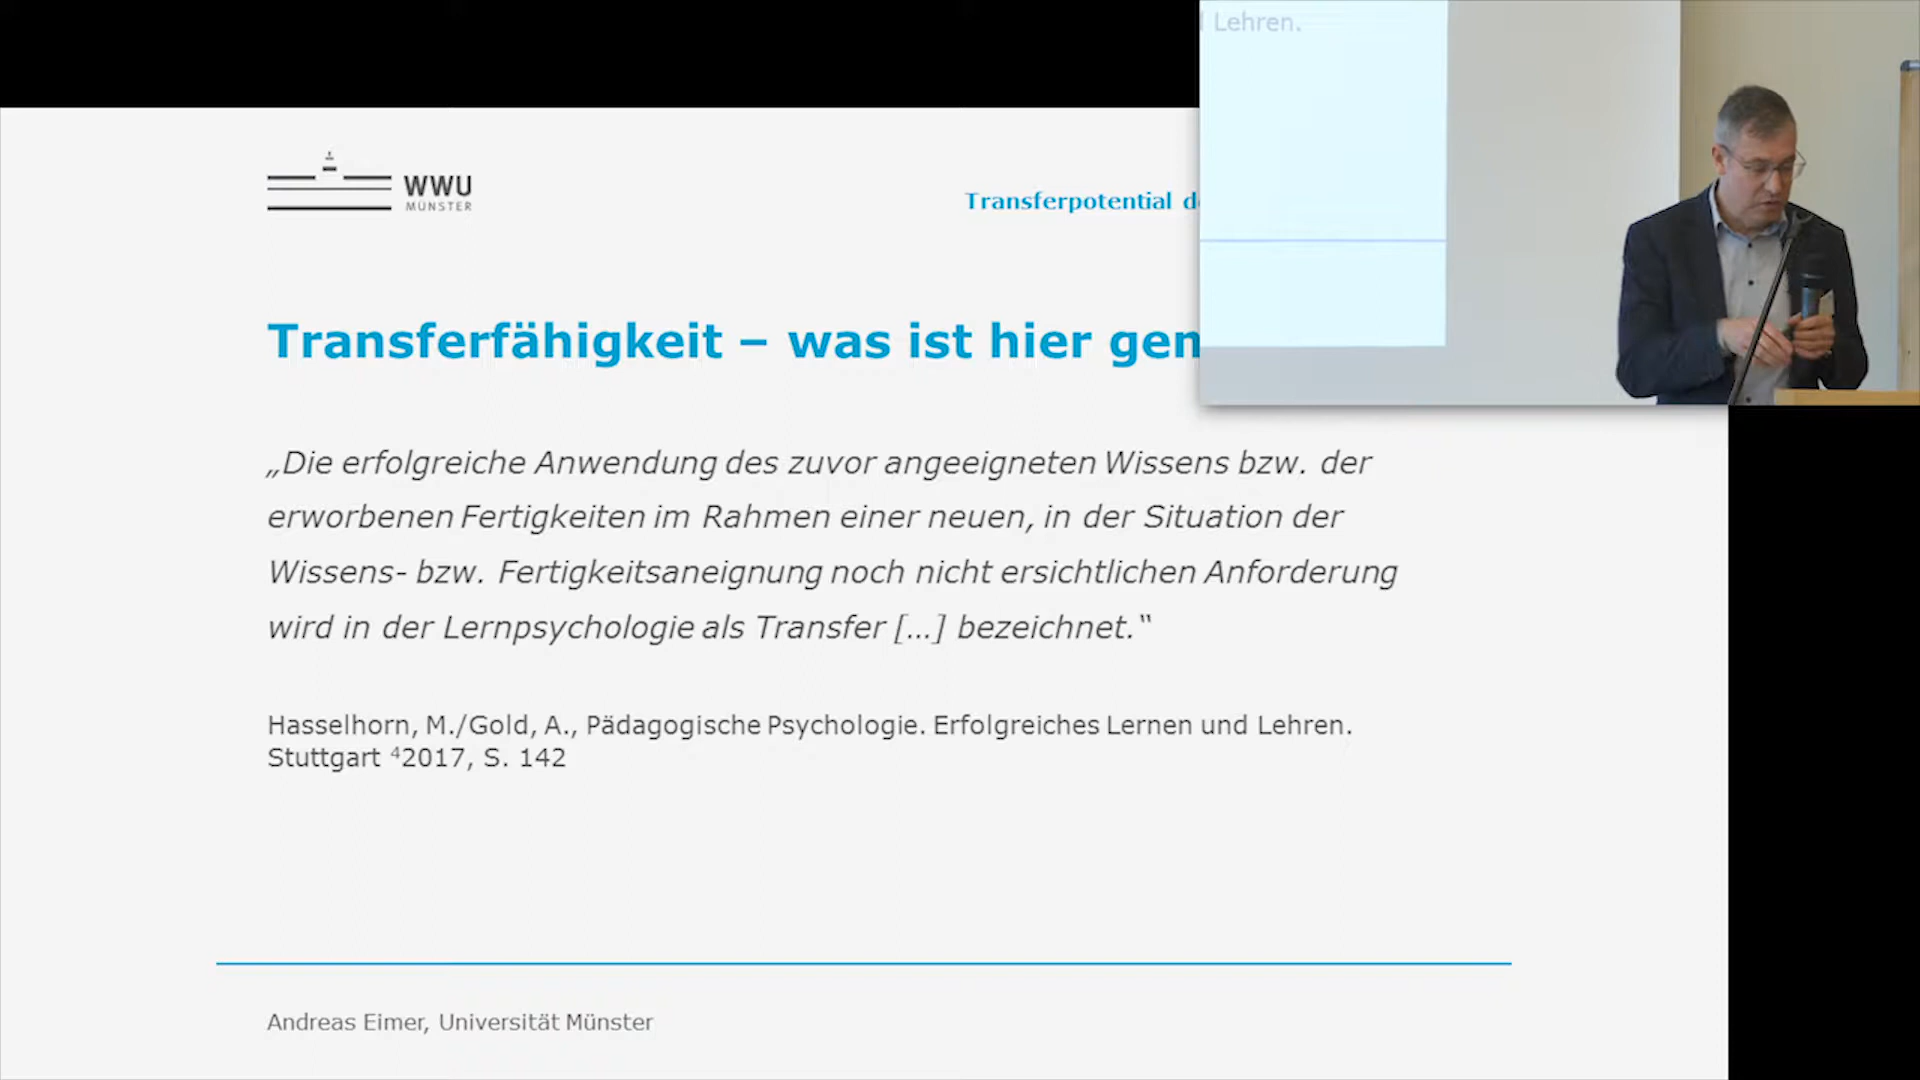 Lehren.
WWU
MÜNSTER
Transferpotential
Transferfähigkeit – was ist hier
„Die erfolgreiche Anwendung des zuvor angeeigneten Wissens bzw. der
erworbenen Fertigkeiten im Rahmen einer neuen, in der Situation der
Wissens- bzw. Fertigkeitsaneignung noch nicht ersichtlichen Anforderung
wird in der Lernpsychologie als Transfer […] bezeichnet.“
Hasselhorn, M./Gold, A., Pädagogische Psychologie. Erfolgreiches Lernen und Lehren.
Stuttgart ⁴2017, S. 142
Andreas Eimer, Universität Münster